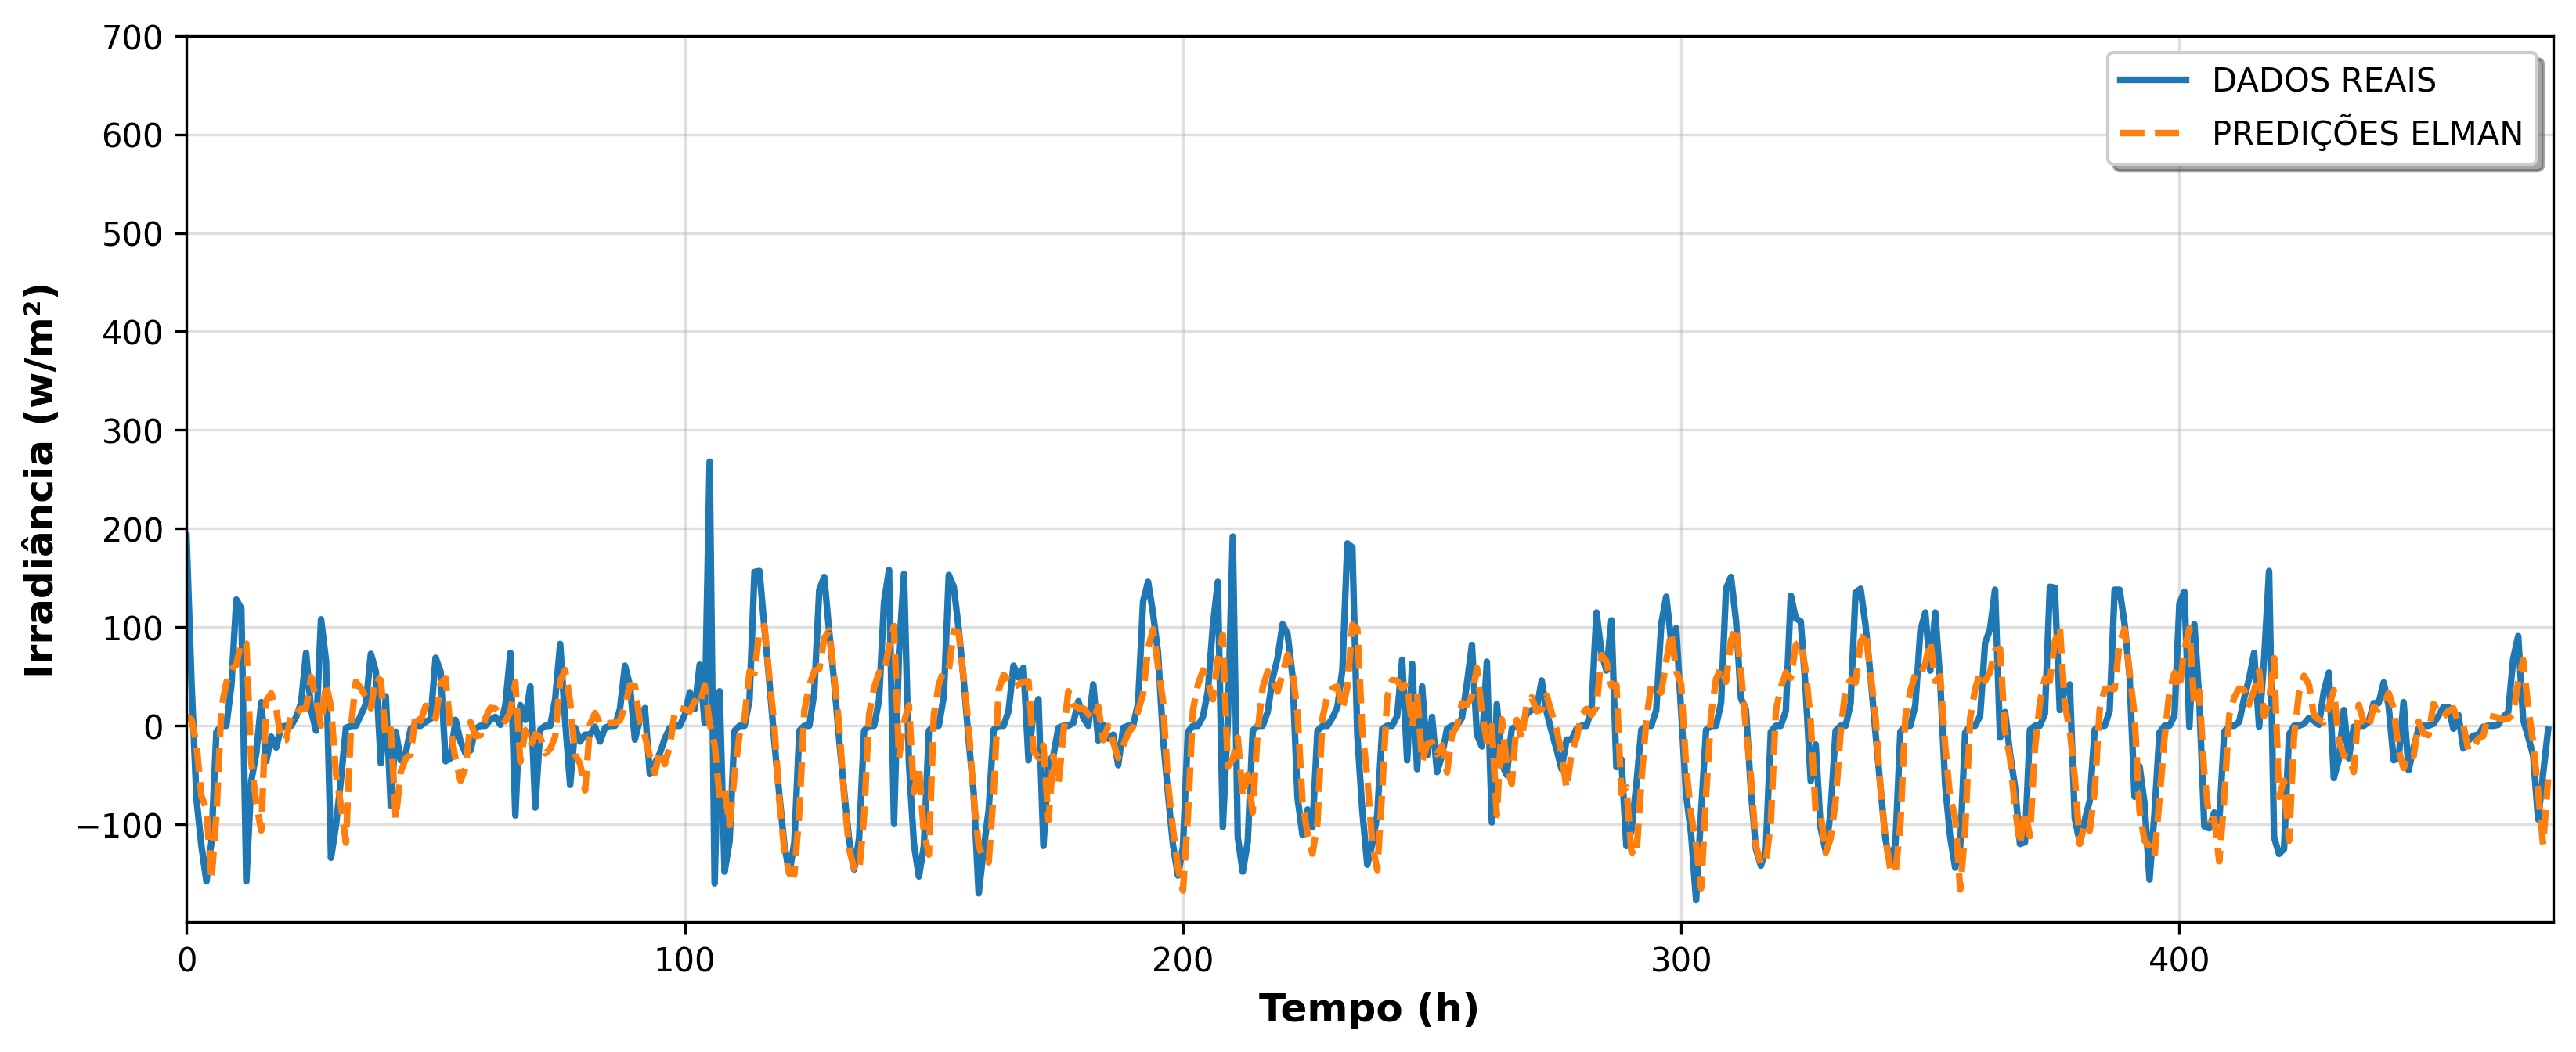 700
600
500
400
300
200
100
0
−100
Irradiância (w/m²)
DADOS REAIS
PREDIÇÕES ELMAN
0 100 200 300 400
Tempo (h)